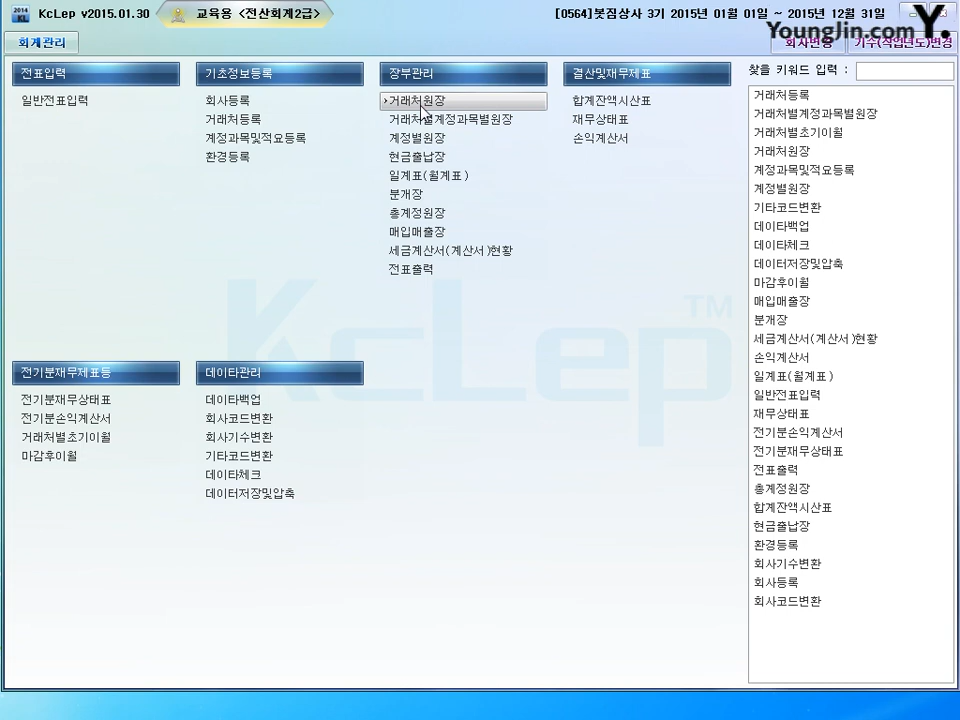 KcLep v2015.01.30
교육용 <전산회계2급>
[0564]봇짐상사 3기 2015년 01월 01일 ~ 2015년 12월 31일
YoungJin.com Y.
회계관리
회사변경
기수(작업년도)변경
전표입력
일반전표입력
기초정보등록
회사등록
거래처등록
계정과목및적요등록
환경등록
장부관리
거래처원장
거래처별계정과목별원장
계정별원장
현금출납장
일계표(월계표)
분개장
총계정원장
매입매출장
세금계산서(계산서)현황
전표출력
결산및재무제표
합계잔액시산표
재무상태표
손익계산서
KcLep™
전기분재무제표등
전기분재무상태표
전기분손익계산서
거래처별초기이월
마감후이월
데이타관리
데이타백업
회사코드변환
회사기수변환
기타코드변환
데이타체크
데이터저장및압축
찾을 키워드 입력 :
거래처등록
거래처별계정과목별원장
거래처별초기이월
거래처원장
계정과목및적요등록
계정별원장
기타코드변환
데이타백업
데이타체크
데이터저장및압축
마감후이월
매입매출장
분개장
세금계산서(계산서)현황
손익계산서
일계표(월계표)
일반전표입력
재무상태표
전기분손익계산서
전기분재무상태표
전표출력
총계정원장
합계잔액시산표
현금출납장
환경등록
회사기수변환
회사등록
회사코드변환